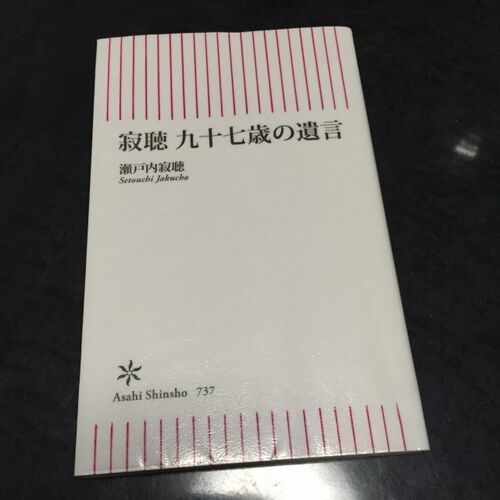 寂聴 九十七歳の遺言
瀬戸内寂聴
Setouchi Jakucho
Asahi Shinsho 737